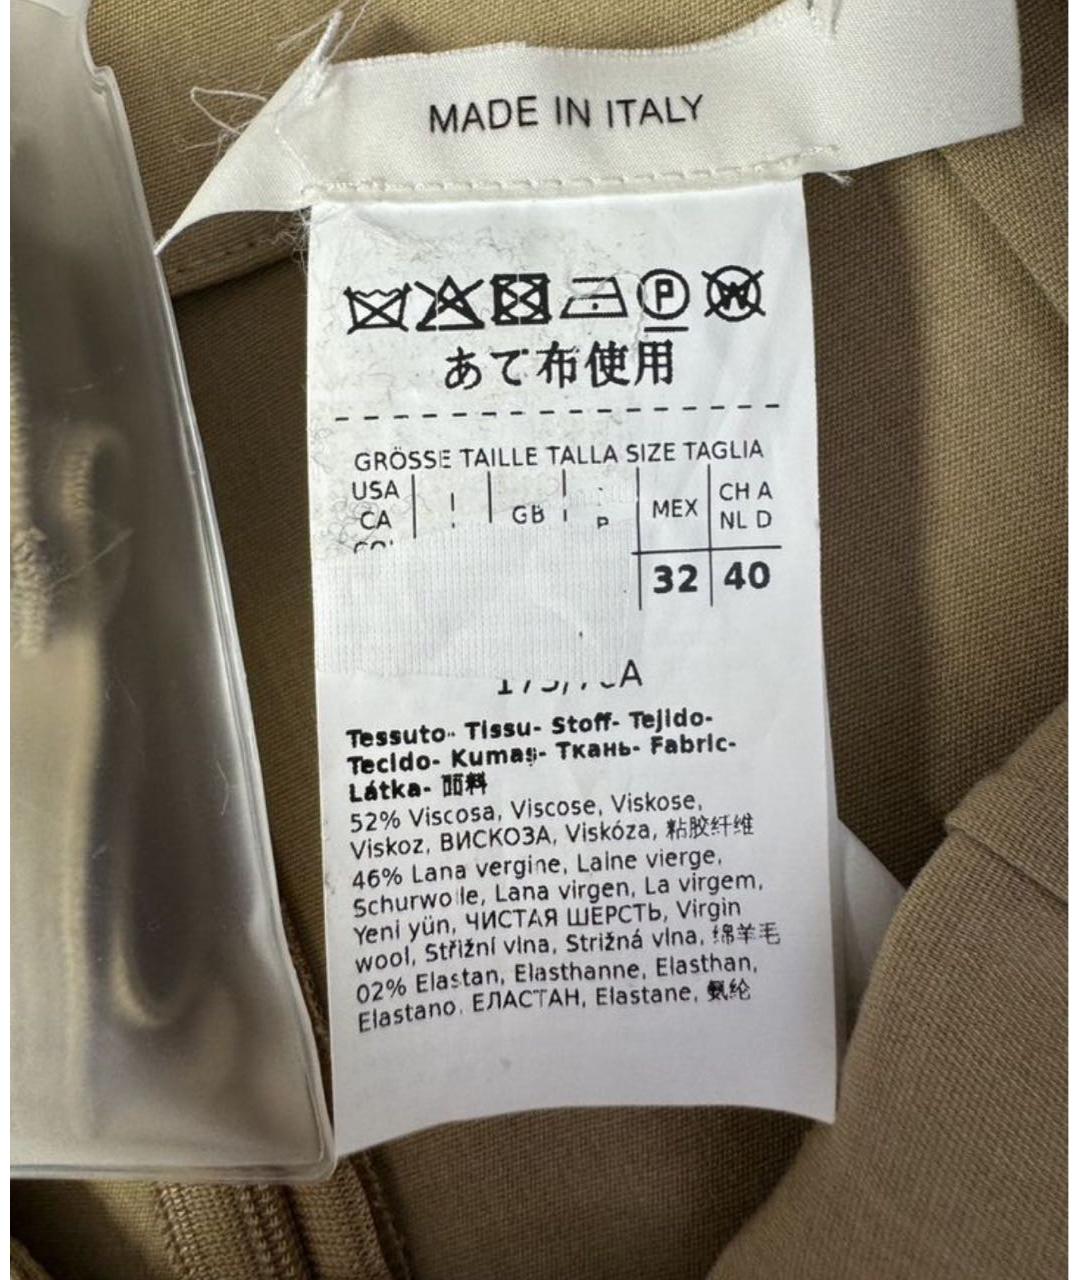 MADE IN ITALY
P W
あて布使用
GRÖSSE TAILLE TALLA SIZE TAGLIA
USA GB MEX CH A
CA P NL D
32 40
Tessuto- Tissu- Stoff- Tejido-
Tecido- Kumaş- Ткань- Fabric-
Látka- 面料
52% Viscosa, Viscose, Viskose,
Viskoz, ВИСКОЗА, Viskóza, 粘胶纤维
46% Lana vergine, Laine vierge,
Schurwolle, Lana virgen, La virgem,
Yeni yün, ЧИСТАЯ ШЕРСТЬ, Virgin
wool, Střižní vlna, Strižná vlna, 绵羊毛
02% Elastan, Elasthanne, Elasthan,
Elastano, ЕЛАСТАН, Elastane, 氨纶